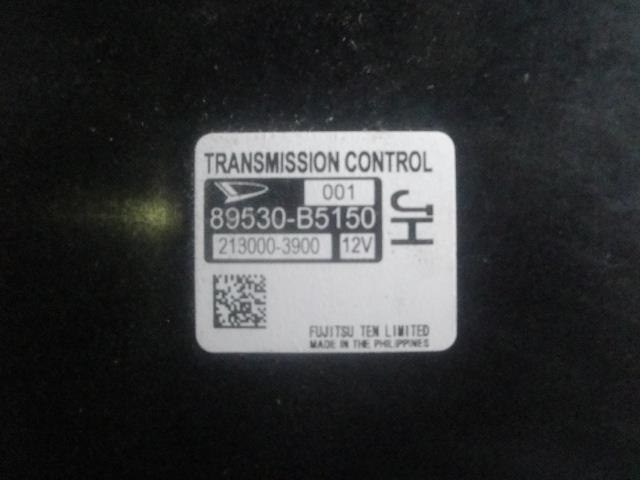 TRANSMISSION CONTROL
001
89530-B5150
213000-3900 12V
JH
FUJITSU TEN LIMITED
MADE IN THE PHILIPPINES